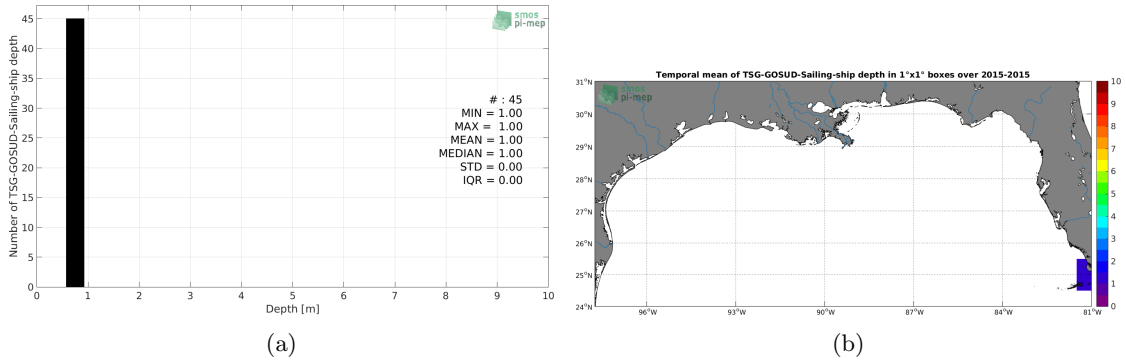 Number of TSG-GOSUD-Sailing-ship depth
45
40
35
30
25
20
15
10
5
0
smos
pi-mep
# : 45
MIN = 1.00
MAX = 1.00
MEAN = 1.00
MEDIAN = 1.00
STD = 0.00
IQR = 0.00
0 1 2 3 4 5 6 7 8 9 10
Depth [m]
(a)
Temporal mean of TSG-GOSUD-Sailing-ship depth in 1°x1° boxes over 2015-2015
smos
pi-mep
31°N
30°N
29°N
28°N
27°N
26°N
25°N
24°N
96°W 93°W 90°W 87°W 84°W 81°W
10
9
8
7
6
5
4
3
2
1
0
(b)